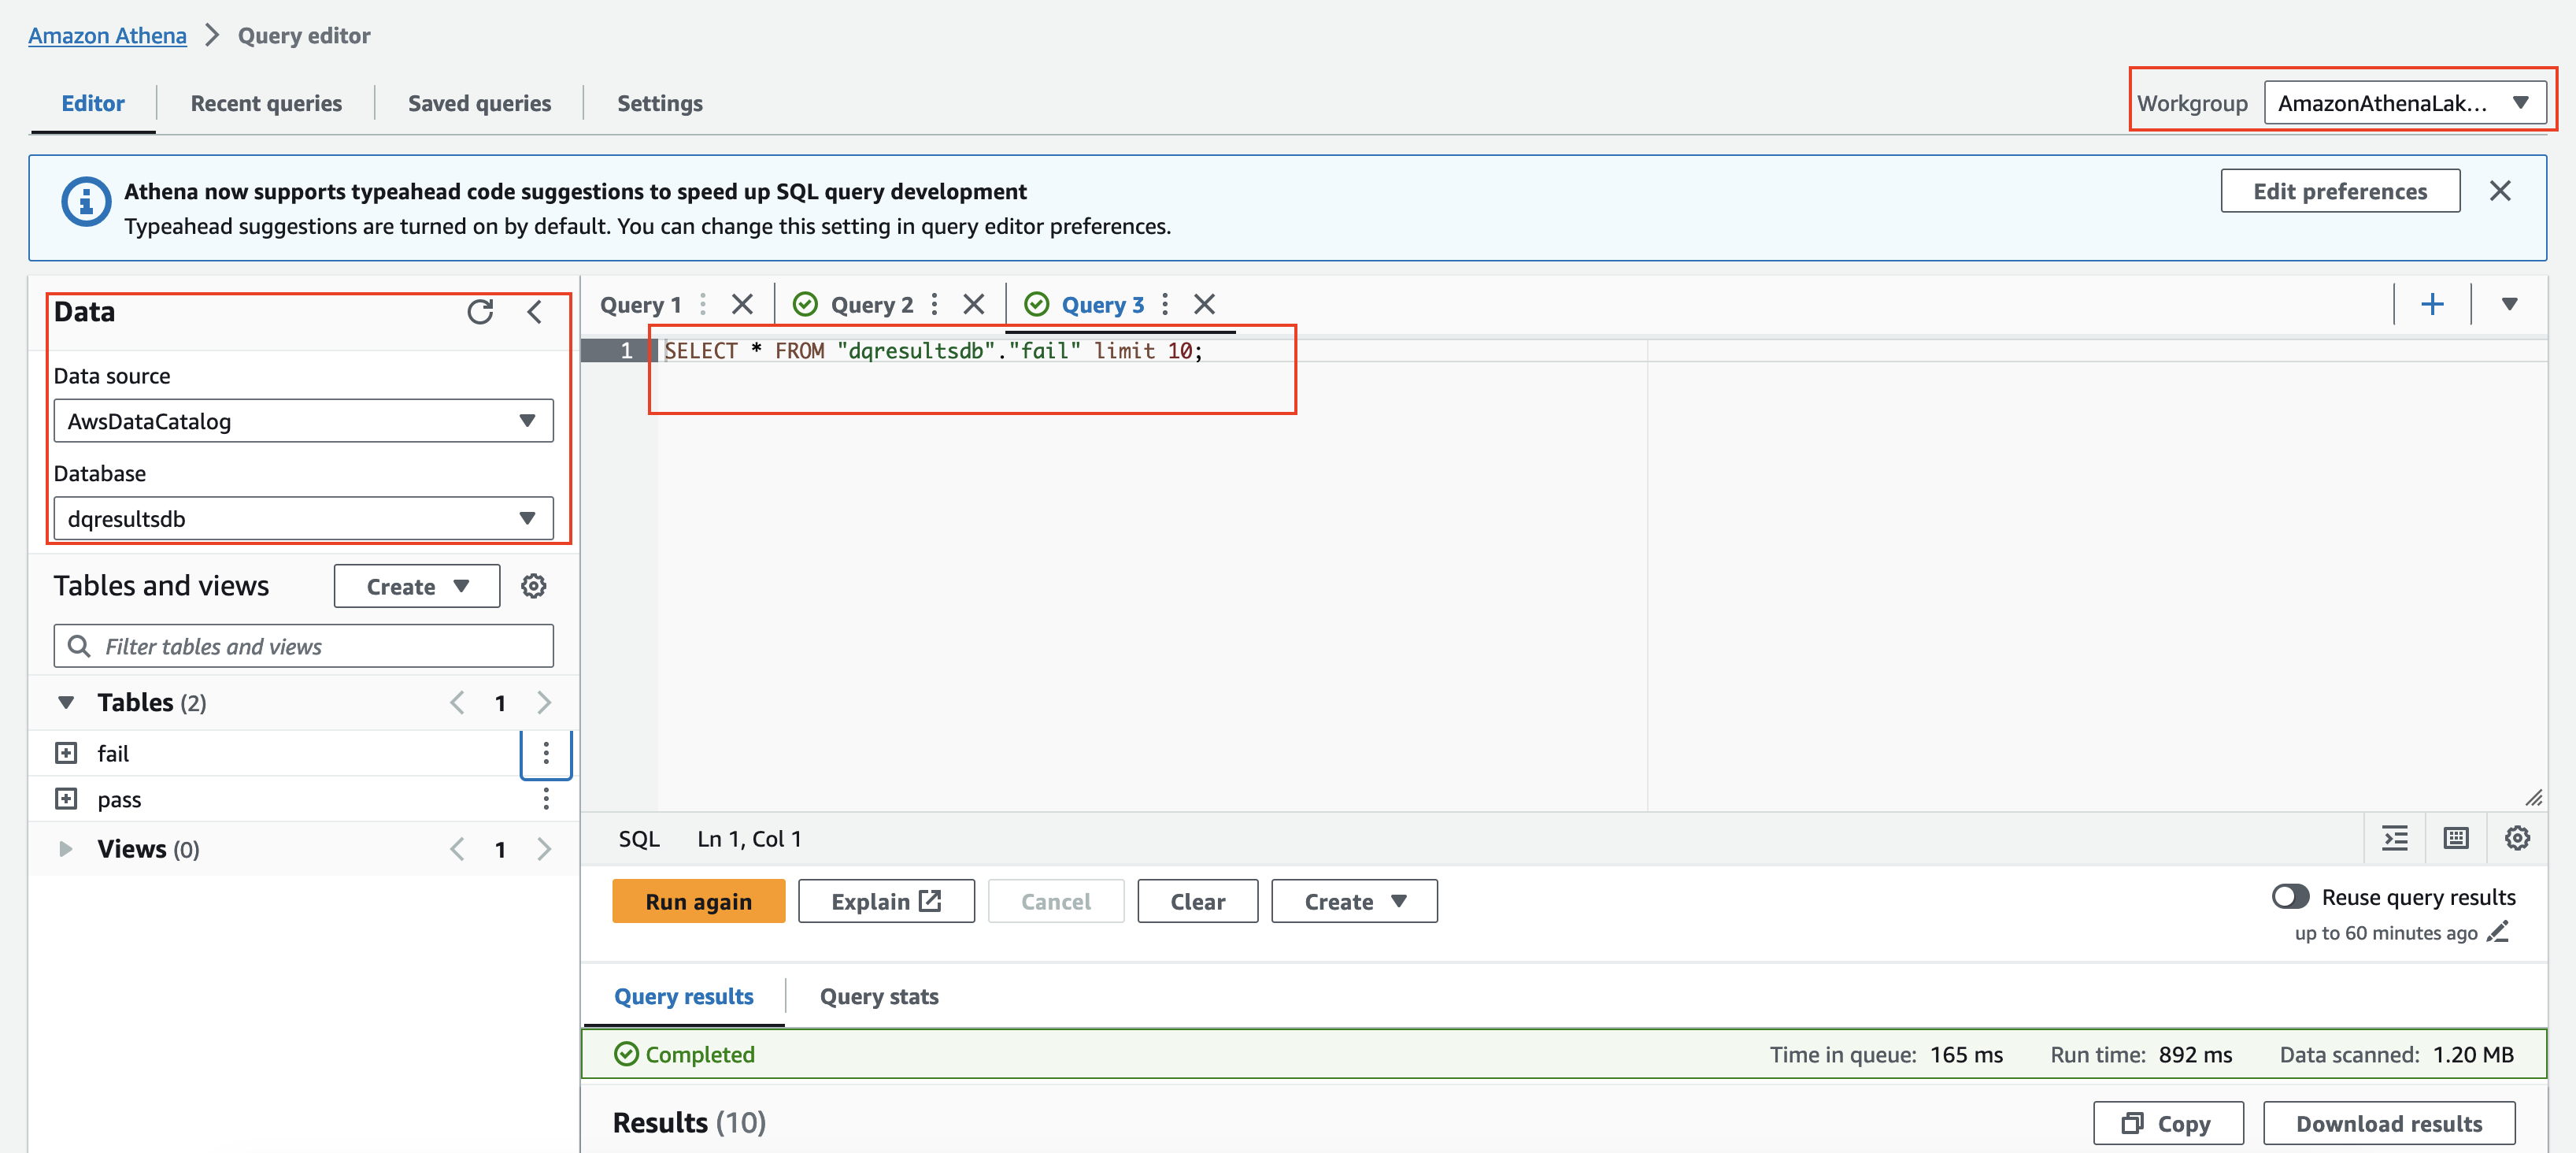 Amazon Athena > Query editor
Editor
Recent queries
Saved queries
Settings
Workgroup
AmazonAthenaLak...
Athena now supports typeahead code suggestions to speed up SQL query development
Typeahead suggestions are turned on by default. You can change this setting in query editor preferences.
Edit preferences
Data
Data source
AwsDataCatalog
Database
dqresultsdb
Tables and views
Create
Filter tables and views
Tables (2)
1
fail
pass
Views (0)
1
Query 1
Query 2
Query 3
1
SELECT * FROM "dqresultsdb"."fail" limit 10;
SQL
Ln 1, Col 1
Run again
Explain
Cancel
Clear
Create
Reuse query results
up to 60 minutes ago
Query results
Query stats
Completed
Time in queue: 165 ms
Run time: 892 ms
Data scanned: 1.20 MB
Results (10)
Copy
Download results